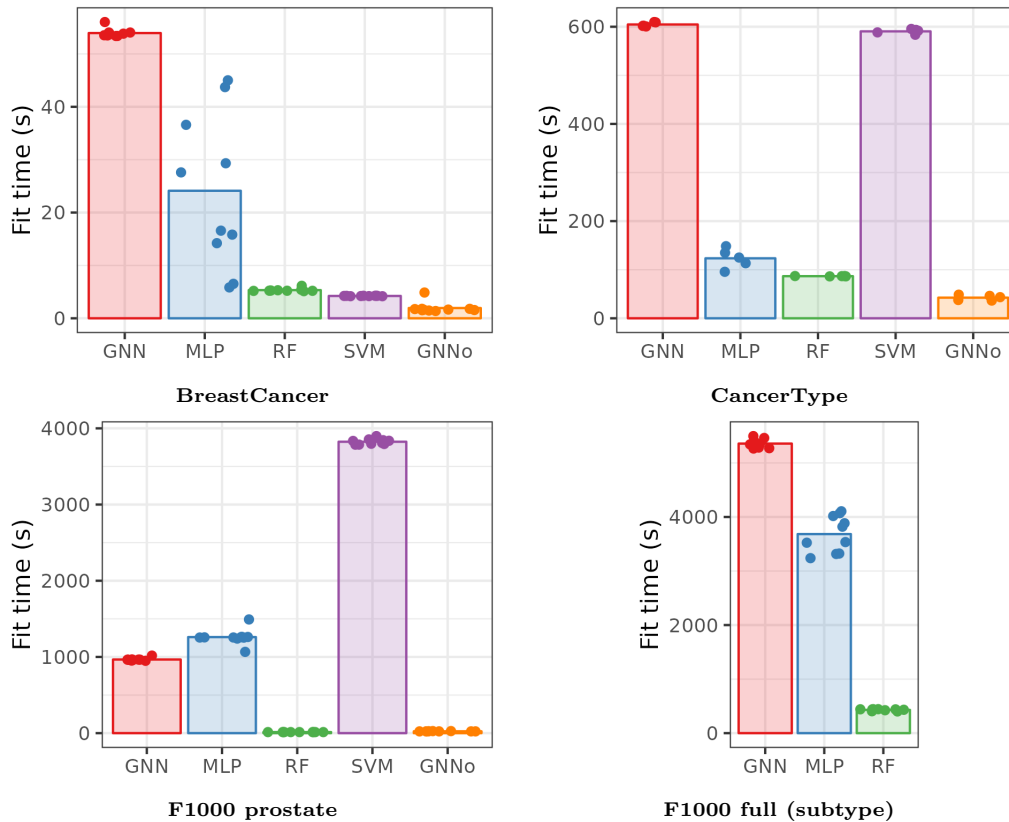 Fit time (s)
40
20
0
GNN MLP RF SVM GNNo
BreastCancer
Fit time (s)
600
400
200
0
GNN MLP RF SVM GNNo
CancerType
Fit time (s)
4000
3000
2000
1000
0
GNN MLP RF SVM GNNo
F1000 prostate
Fit time (s)
4000
2000
0
GNN MLP RF
F1000 full (subtype)